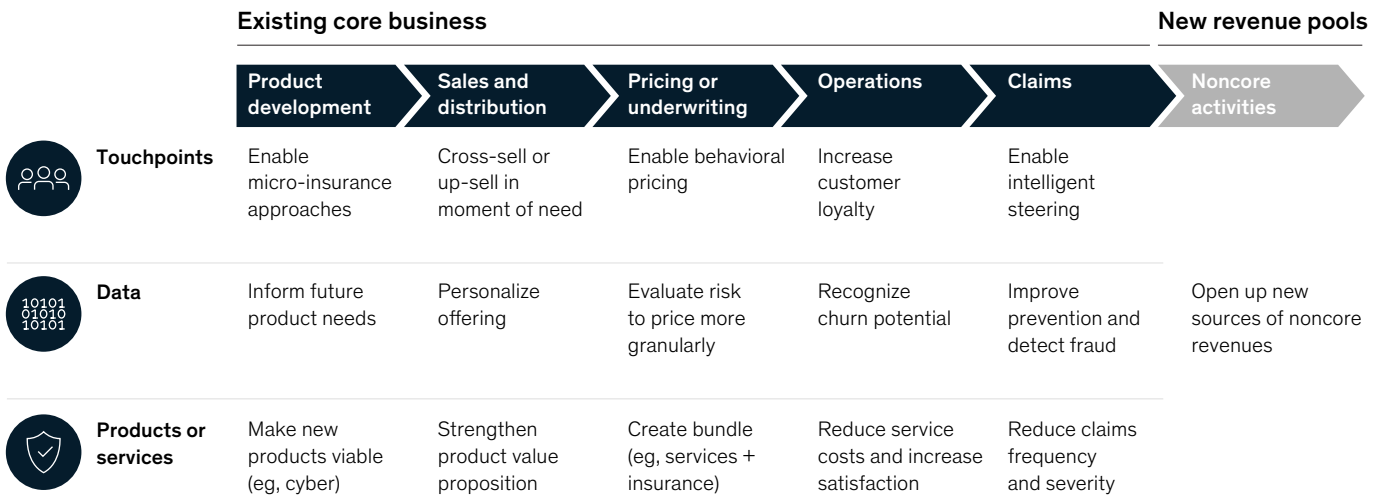 Existing core business
New revenue pools
Product
development
Sales and
distribution
Pricing or
underwriting
Operations
Claims
Noncore
activities
Touchpoints
Enable
micro-insurance
approaches
Cross-sell or
up-sell in
moment of need
Enable behavioral
pricing
Increase
customer
loyalty
Enable
intelligent
steering
10101
01010
10101
Data
Inform future
product needs
Personalize
offering
Evaluate risk
to price more
granularly
Recognize
churn potential
Improve
prevention and
detect fraud
Open up new
sources of noncore
revenues
Products or
services
Make new
products viable
(eg, cyber)
Strengthen
product value
proposition
Create bundle
(eg, services +
insurance)
Reduce service
costs and increase
satisfaction
Reduce claims
frequency
and severity